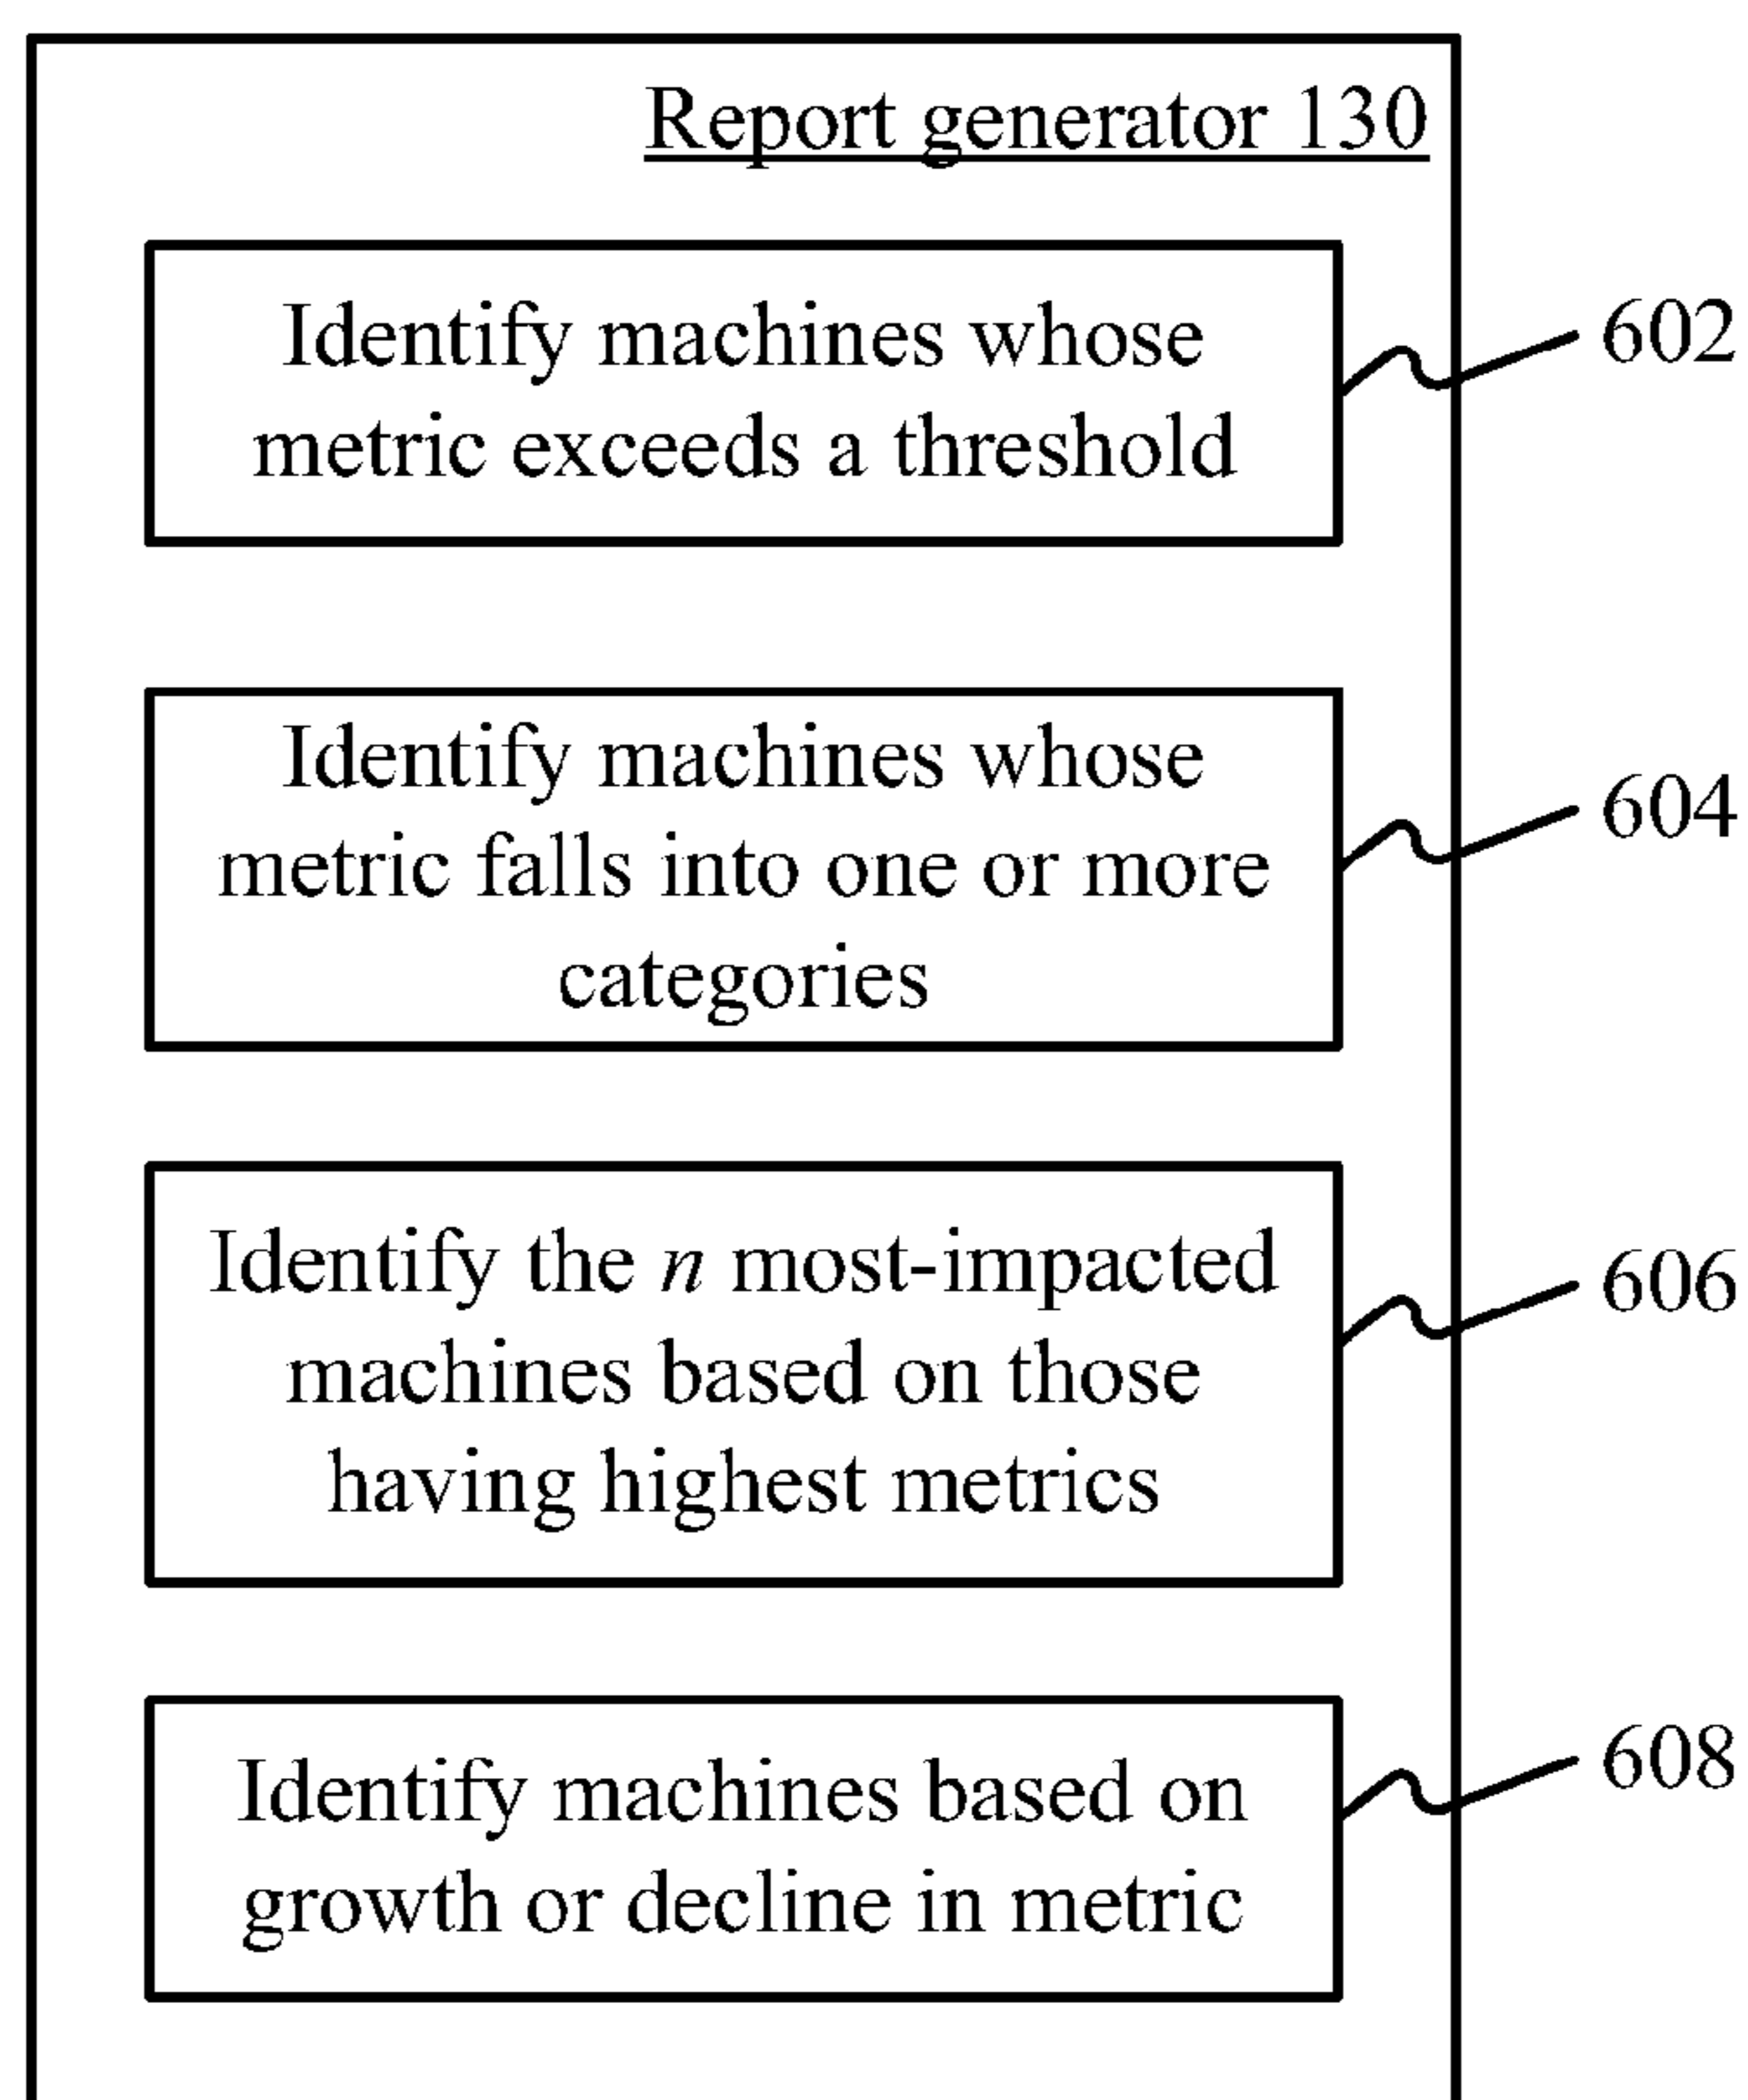 Report generator 130
Identify machines whose
metric exceeds a threshold
602
Identify machines whose
metric falls into one or more
categories
604
Identify the n most-impacted
machines based on those
having highest metrics
606
Identify machines based on
growth or decline in metric
608